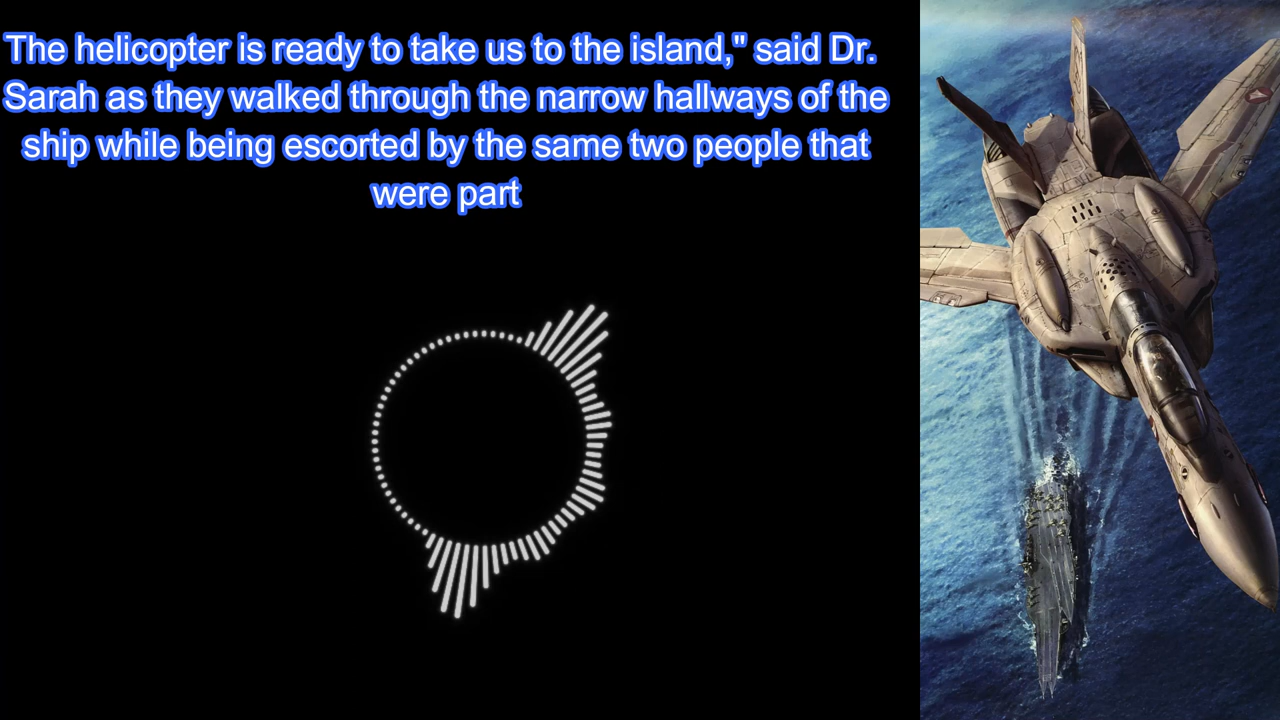 The helicopter is ready to take us to the island," said Dr.
Sarah as they walked through the narrow hallways of the
ship while being escorted by the same two people that
were part